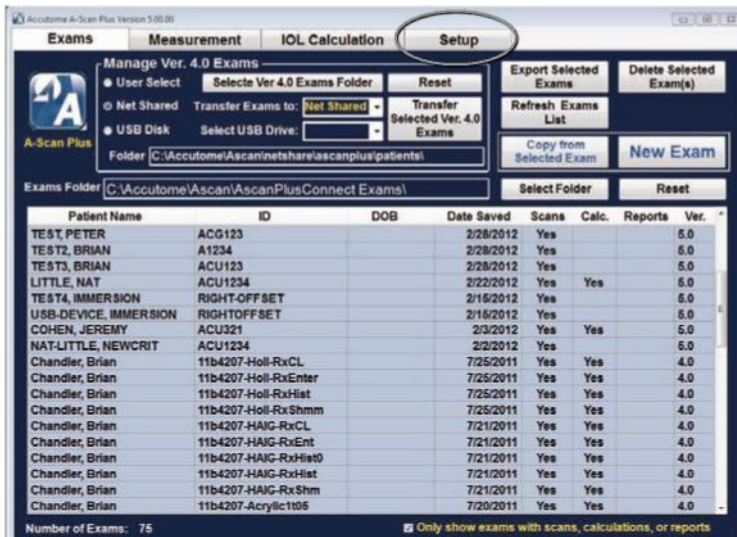 Accutome A-Scan Plus Version 5.00.00
Exams Measurement IOL Calculation Setup
Manage Ver. 4.0 Exams
User Select Selecte Ver 4.0 Exams Folder Reset
Net Shared Transfer Exams to: Net Shared Transfer Selected Ver. 4.0 Exams
USB Disk Select USB Drive:
Folder C:\Accutome\Ascan\netshare\ascanplus\patients\
A-Scan Plus
Export Selected Exams Delete Selected Exam(s)
Refresh Exams List
Copy from Selected Exam New Exam
Exams Folder C:\Accutome\Ascan\AscanPlusConnect Exams\ Select Folder Reset
Patient Name ID DOB Date Saved Scans Calc. Reports Ver.
TEST, PETER ACG123 2/28/2012 Yes 5.0
TEST2, BRIAN A1234 2/28/2012 Yes 5.0
TEST3, BRIAN ACU123 2/28/2012 Yes 5.0
LITTLE, NAT ACU1234 2/22/2012 Yes Yes 5.0
TEST4, IMMERSION RIGHT-OFFSET 2/15/2012 Yes 5.0
USB-DEVICE, IMMERSION RIGHTOFFSET 2/15/2012 Yes 5.0
COHEN, JEREMY ACU321 2/3/2012 Yes Yes 5.0
NAT-LITTLE, NEWCRIT ACU1234 2/2/2012 Yes 5.0
Chandler, Brian 11b4207-Holl-RxCL 7/25/2011 Yes Yes 4.0
Chandler, Brian 11b4207-Holl-RxEnter 7/25/2011 Yes Yes 4.0
Chandler, Brian 11b4207-Holl-RxHist 7/25/2011 Yes Yes 4.0
Chandler, Brian 11b4207-Holl-RxShmm 7/25/2011 Yes Yes 4.0
Chandler, Brian 11b4207-HAIG-RxCL 7/21/2011 Yes Yes 4.0
Chandler, Brian 11b4207-HAIG-RxEnt 7/21/2011 Yes Yes 4.0
Chandler, Brian 11b4207-HAIG-RxHist0 7/21/2011 Yes Yes 4.0
Chandler, Brian 11b4207-HAIG-RxHist 7/21/2011 Yes Yes 4.0
Chandler, Brian 11b4207-HAIG-RxShm 7/21/2011 Yes Yes 4.0
Chandler, Brian 11b4207-Acrylic1t05 7/20/2011 Yes Yes 4.0
Number of Exams: 75 Only show exams with scans, calculations, or reports